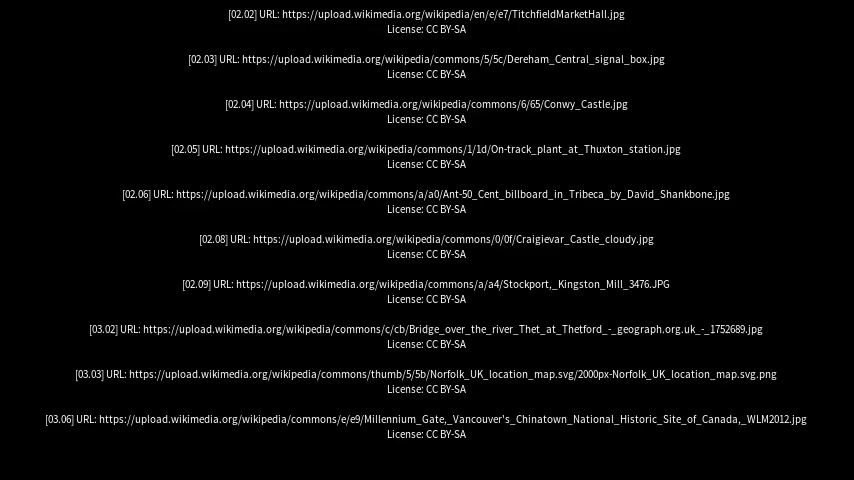 [02.02] URL: https://upload.wikimedia.org/wikipedia/en/e/e7/TitchfieldMarketHall.jpg
License: CC BY-SA
[02.03] URL: https://upload.wikimedia.org/wikipedia/commons/5/5c/Dereham_Central_signal_box.jpg
License: CC BY-SA
[02.04] URL: https://upload.wikimedia.org/wikipedia/commons/6/65/Conwy_Castle.jpg
License: CC BY-SA
[02.05] URL: https://upload.wikimedia.org/wikipedia/commons/1/1d/On-track_plant_at_Thuxton_station.jpg
License: CC BY-SA
[02.06] URL: https://upload.wikimedia.org/wikipedia/commons/a/a0/Ant-50_Cent_billboard_in_Tribeca_by_David_Shankbone.jpg
License: CC BY-SA
[02.08] URL: https://upload.wikimedia.org/wikipedia/commons/0/0f/Craigievar_Castle_cloudy.jpg
License: CC BY-SA
[02.09] URL: https://upload.wikimedia.org/wikipedia/commons/a/a4/Stockport,_Kingston_Mill_3476.JPG
License: CC BY-SA
[03.02] URL: https://upload.wikimedia.org/wikipedia/commons/c/cb/Bridge_over_the_river_Thet_at_Thetford_-_geograph.org.uk_-_1752689.jpg
License: CC BY-SA
[03.03] URL: https://upload.wikimedia.org/wikipedia/commons/thumb/5/5b/Norfolk_UK_location_map.svg/2000px-Norfolk_UK_location_map.svg.png
License: CC BY-SA
[03.06] URL: https://upload.wikimedia.org/wikipedia/commons/e/e9/Millennium_Gate,_Vancouver's_Chinatown_National_Historic_Site_of_Canada,_WLM2012.jpg
License: CC BY-SA